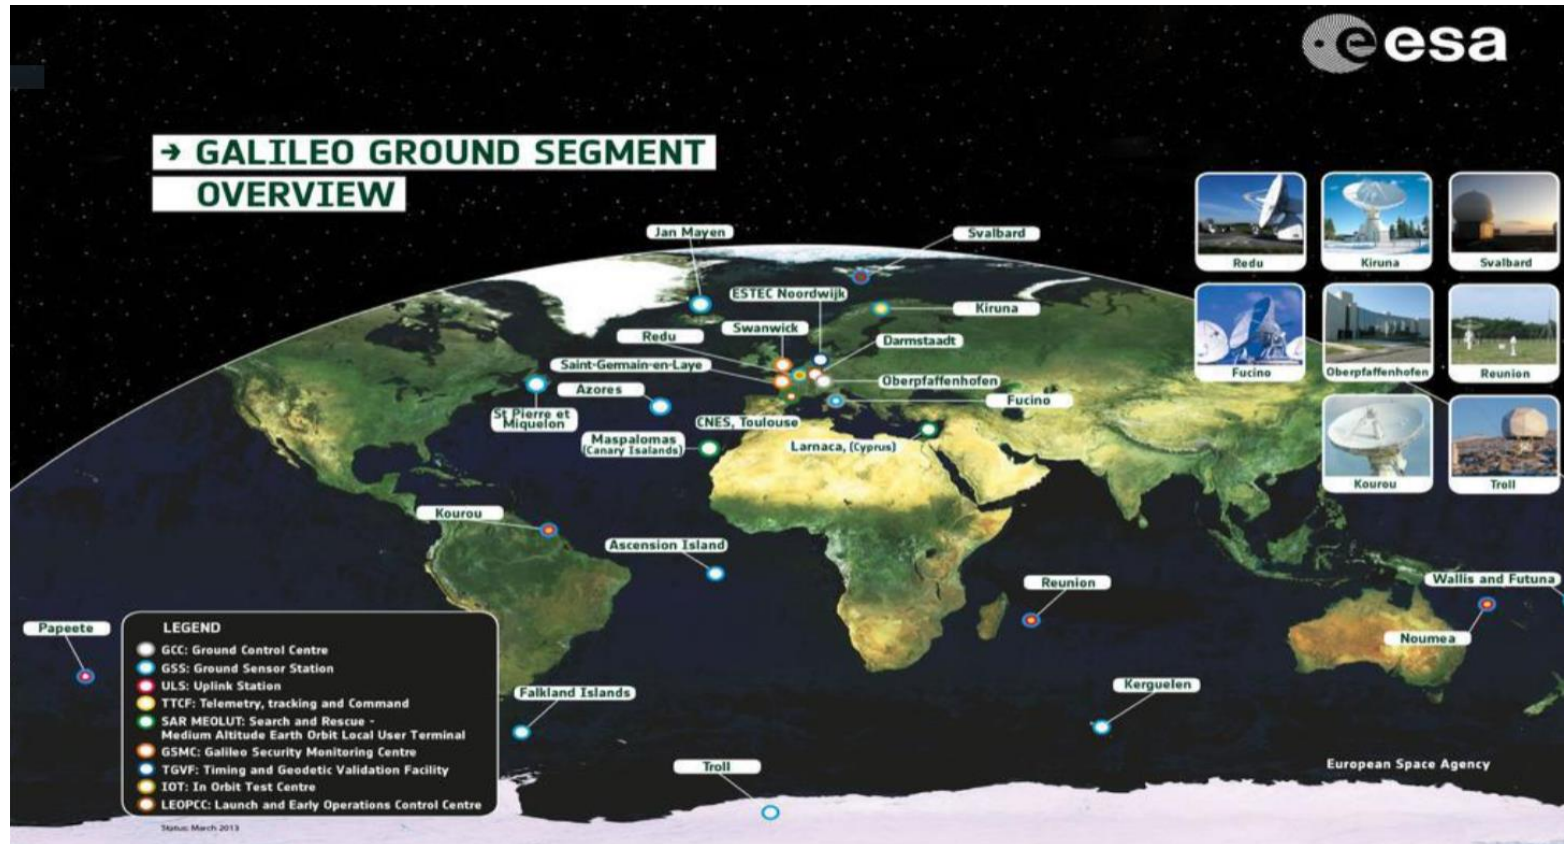 esa
→ GALILEO GROUND SEGMENT
OVERVIEW
Jan Mayen
Svalbard
ESTEC Noordwijk
Kiruna
Swanwick
Redu
Darmstaadt
Saint-Germain-en-Laye
Oberpfaffenhofen
Azores
Fucino
St Pierre et
Miquelon
CNES, Toulouse
Maspalomas
(Canary Isalands)
Larnaca, (Cyprus)
Kourou
Ascension Island
Reunion
Wallis and Futuna
Papeete
Noumea
Falkland Islands
Kerguelen
Troll
Redu
Kiruna
Svalbard
Fucino
Oberpfaffenhofen
Reunion
Kourou
Troll
LEGEND
GCC: Ground Control Centre
GSS: Ground Sensor Station
ULS: Uplink Station
TTCF: Telemetry, tracking and Command
SAR MEOLUT: Search and Rescue -
Medium Altitude Earth Orbit Local User Terminal
GSMC: Galileo Security Monitoring Centre
TGVF: Timing and Geodetic Validation Facility
IOT: In Orbit Test Centre
LEOPCC: Launch and Early Operations Control Centre
Status: March 2013
European Space Agency